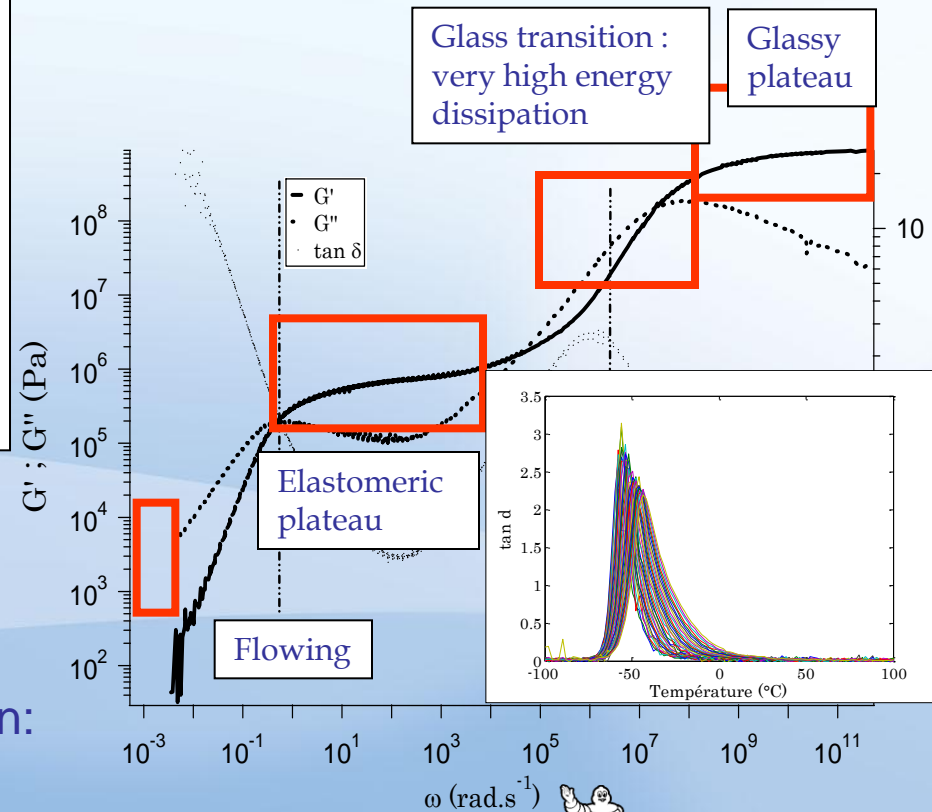 Glass transition :
very high energy
dissipation
Glassy
plateau
G'
G"
tan δ
10^8
10^7
10^6
10^5
10^4
10^3
10^2
G' ; G" (Pa)
10
Elastomeric
plateau
Flowing
3.5
3
2.5
2
1.5
1
0.5
0
tan d
-100
-50
0
50
100
Température (°C)
n:
10^-3
10^-1
10^1
10^3
10^5
10^7
10^9
10^11
ω (rad.s^-1)